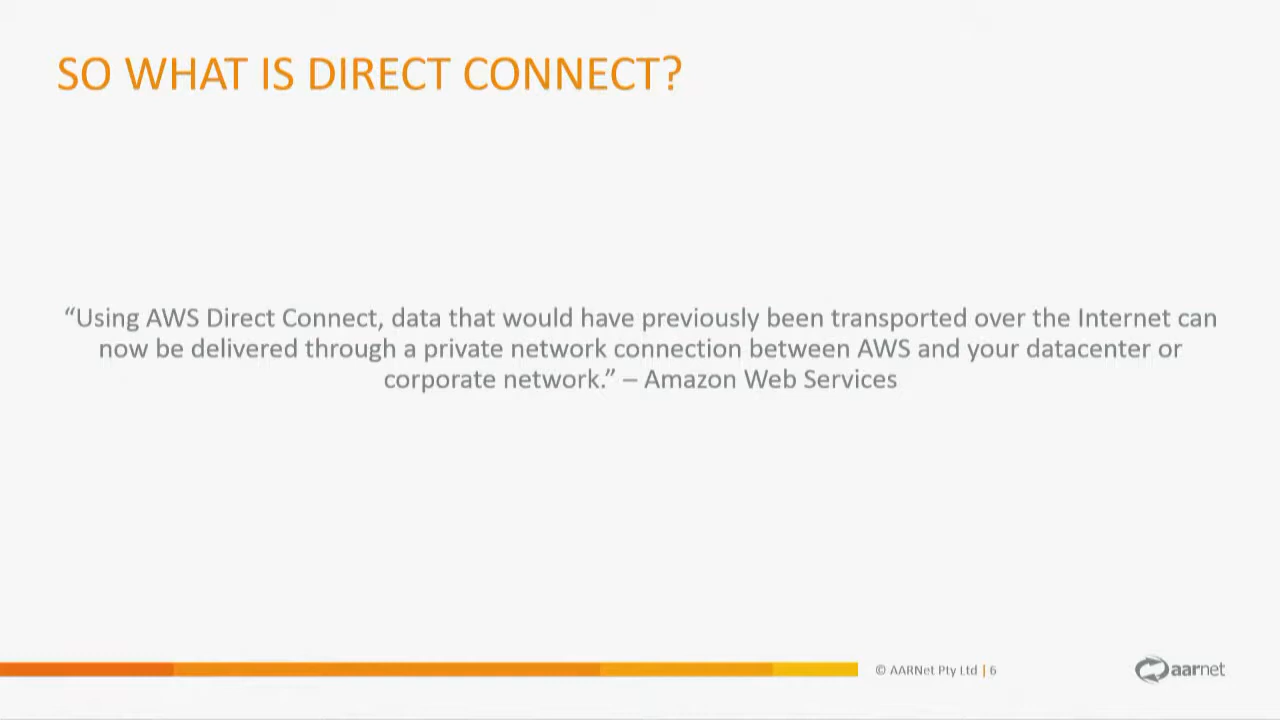 SO WHAT IS DIRECT CONNECT?
“Using AWS Direct Connect, data that would have previously been transported over the Internet can
now be delivered through a private network connection between AWS and your datacenter or
corporate network.” – Amazon Web Services
© AARNet Pty Ltd | 6
aarnet